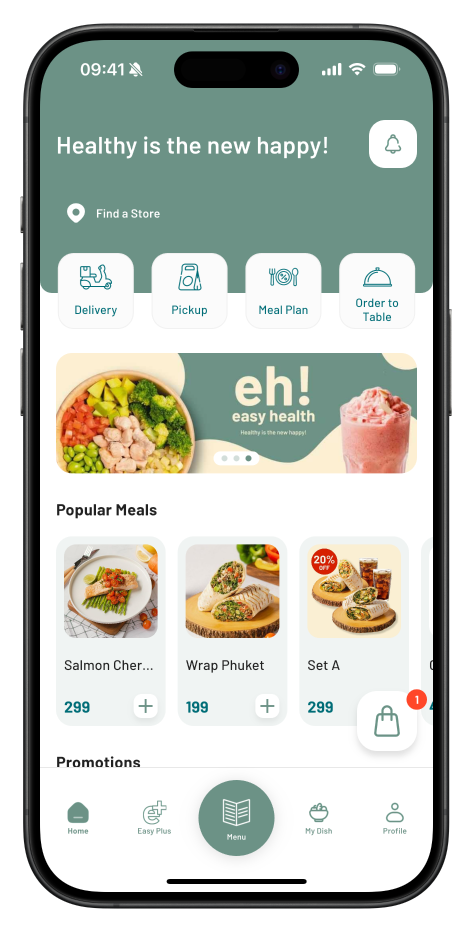 09:41
Healthy is the new happy!
Find a Store
Delivery
Pickup
Meal Plan
Order to
Table
eh!
easy health
Healthy is the new happy!
Popular Meals
20%
OFF
Salmon Cher...
Wrap Phuket
Set A
299
199
299
1
Promotions
Home
Easy Plus
Menu
My Dish
Profile